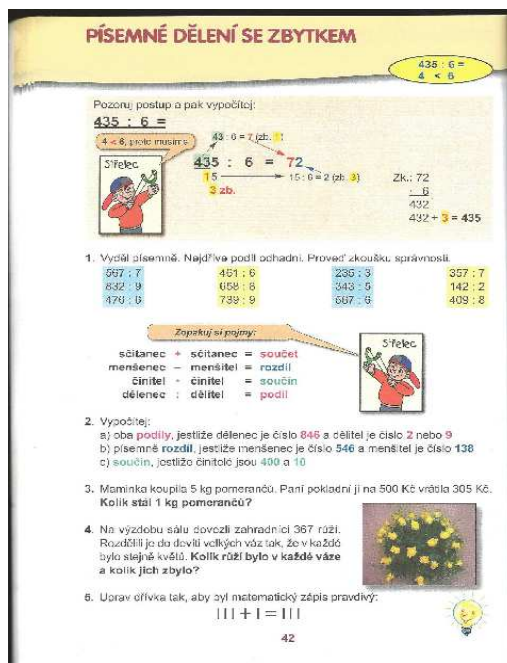 PÍSEMNÉ DĚLENÍ SE ZBYTKEM
435 : 6 =
4 < 6
Pozoruj postup a pak vypočítej:
435 : 6 =
4 < 6, proto musíme
43 : 6 = 7 (zb. 1)
Střelec
435 : 6 = 72
15
15 : 6 = 2 (zb. 3)
3 zb.
Zk.: 72
· 6
432
432 + 3 = 435
1. Vyděl písemně. Nejdříve podíl odhadni. Proveď zkoušku správnosti.
567 : 7 461 : 6 235 : 3 357 : 7
832 : 9 658 : 8 343 : 5 142 : 2
476 : 6 739 : 9 567 : 6 409 : 8
Zopakuj si pojmy:
Střelec
sčítanec + sčítanec = součet
menšenec – menšitel = rozdíl
činitel · činitel = součin
dělenec : dělitel = podíl
2. Vypočítej:
a) oba podíly, jestliže dělenec je číslo 846 a dělitel je číslo 2 nebo 9
b) písemně rozdíl, jestliže menšenec je číslo 546 a menšitel je číslo 138
c) součin, jestliže činitelé jsou 400 a 10
3. Maminka koupila 5 kg pomerančů. Paní pokladní jí na 500 Kč vrátila 305 Kč.
Kolik stál 1 kg pomerančů?
4. Na výzdobu sálu dovezli zahradníci 367 růží.
Rozdělili je do devíti velkých váz tak, že v každé
bylo stejně květů. Kolik růží bylo v každé váze
a kolik jich zbylo?
5. Uprav dřívka tak, aby byl matematický zápis pravdivý:
III + I = III
42